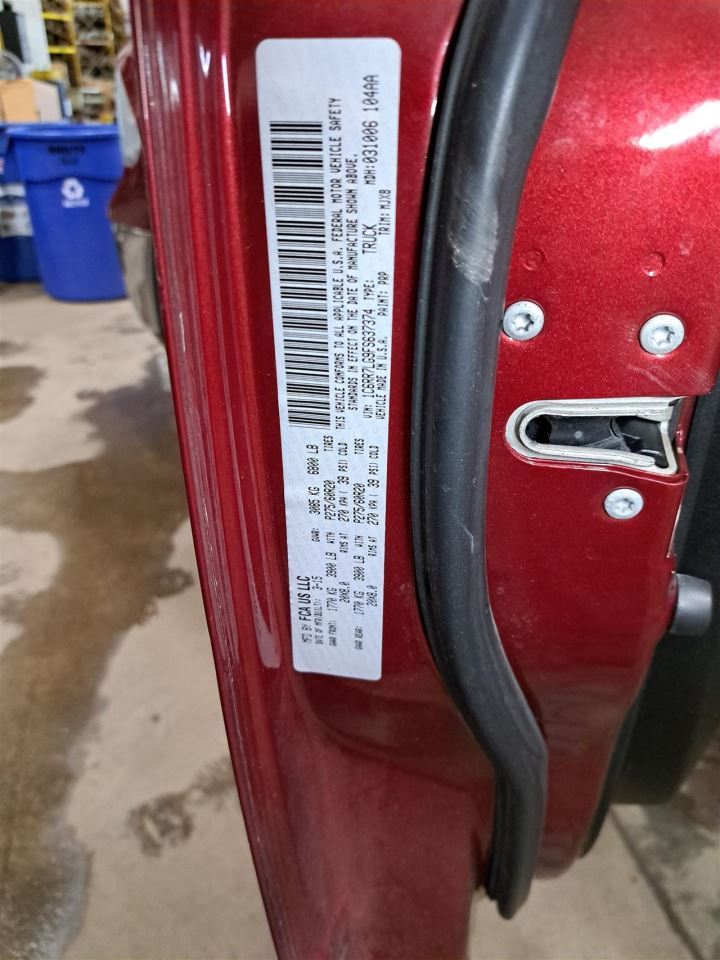 MFD BY FCA US LLC
DATE OF MFR(BUILT): 3-15 GVWR: 3085 KG 6800 LB
GAWR FRONT: 1770 KG 3900 LB WITH P275/60R20 TIRES
20X8.0 RIMS AT 270 KPA( 39 PSI) COLD
GAWR REAR: 1770 KG 3900 LB WITH P275/60R20 TIRES
20X8.0 RIMS AT 270 KPA( 39 PSI) COLD
THIS VEHICLE CONFORMS TO ALL APPLICABLE U.S.A. FEDERAL MOTOR VEHICLE SAFETY
STANDARDS IN EFFECT ON THE DATE OF MANUFACTURE SHOWN ABOVE.
VIN: 1C6RR7LG9FS637374 TYPE: TRUCK MDH:031006 104AA
VEHICLE MADE IN U.S.A. PAINT: PRP TRIM: MJX8
BRUTE